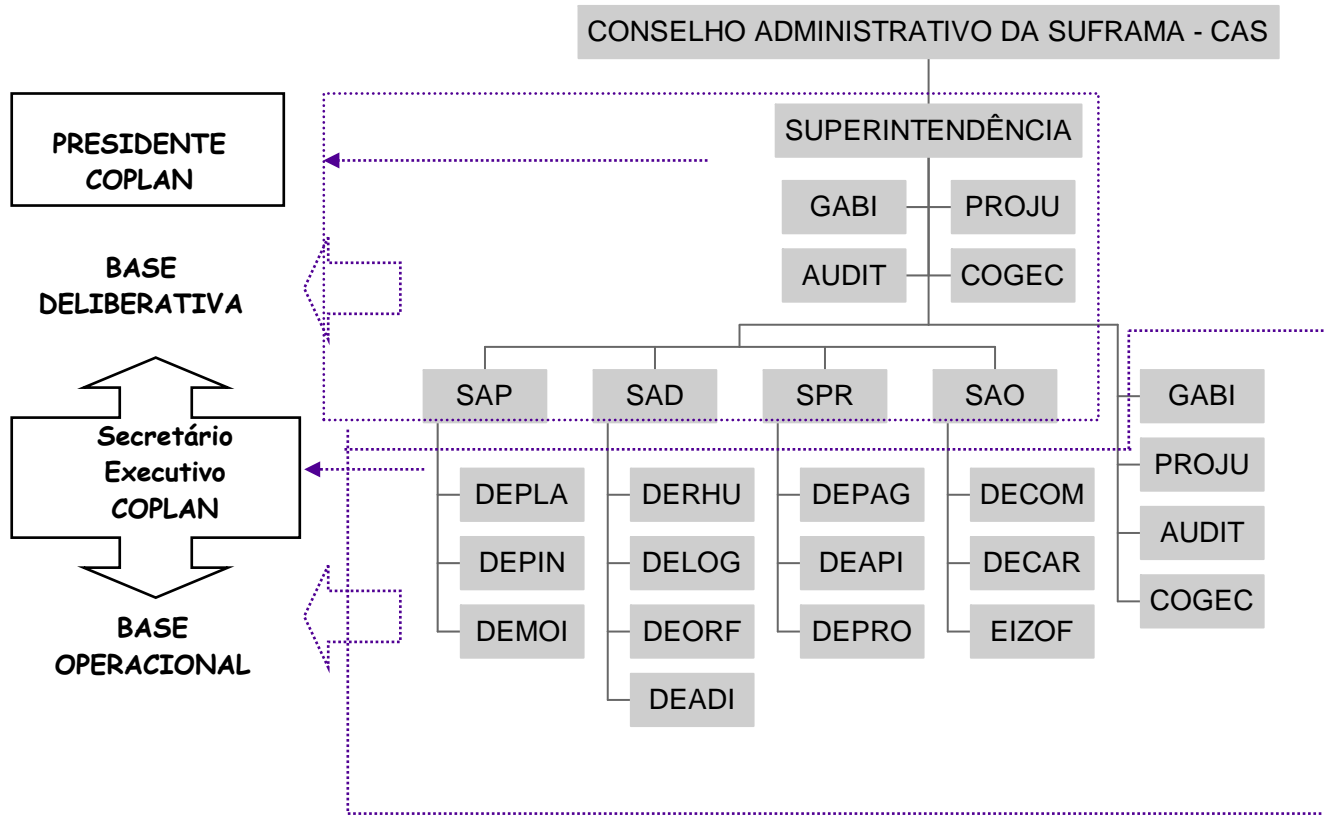 CONSELHO ADMINISTRATIVO DA SUFRAMA - CAS
PRESIDENTE
COPLAN
SUPERINTENDÊNCIA
GABI
PROJU
AUDIT
COGEC
BASE
DELIBERATIVA
SAP
SAD
SPR
SAO
GABI
PROJU
AUDIT
COGEC
Secretário
Executivo
COPLAN
DEPLA
DEPIN
DEMOI
DERHU
DELOG
DEORF
DEADI
DEPAG
DEAPI
DEPRO
DECOM
DECAR
EIZOF
BASE
OPERACIONAL